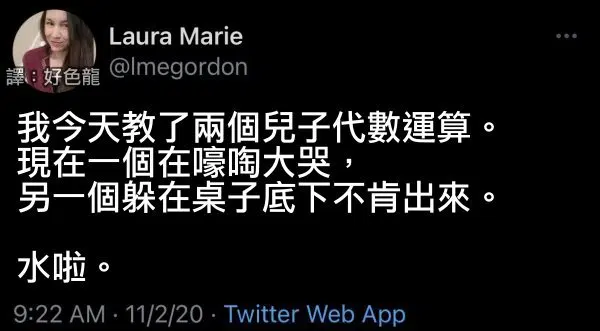 Laura Marie
@lmegordon
譯：好色龍
我今天教了兩個兒子代數運算。
現在一個在嚎啕大哭，
另一個躲在桌子底下不肯出來。
水啦。
9:22 AM · 11/2/20 · Twitter Web App